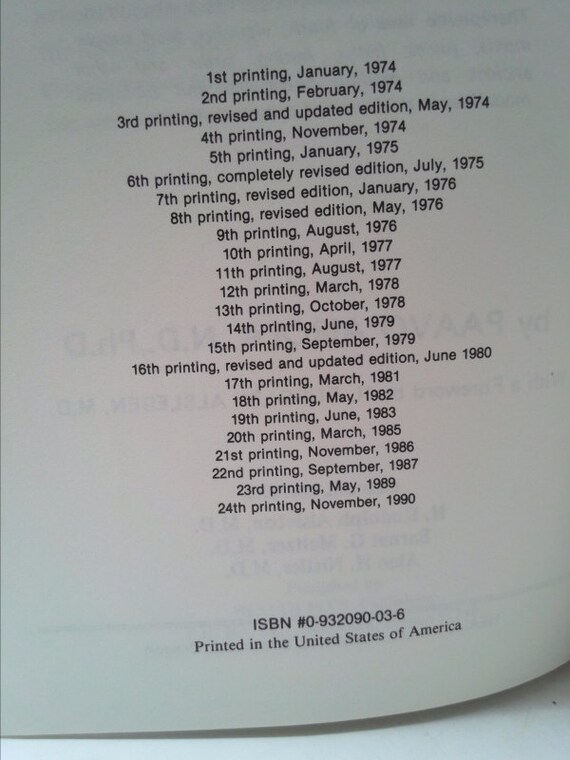 1st printing, January, 1974
2nd printing, February, 1974
3rd printing, revised and updated edition, May, 1974
4th printing, November, 1974
5th printing, January, 1975
6th printing, completely revised edition, July, 1975
7th printing, revised edition, January, 1976
8th printing, revised edition, May, 1976
9th printing, August, 1976
10th printing, April, 1977
11th printing, August, 1977
12th printing, March, 1978
13th printing, October, 1978
14th printing, June, 1979
15th printing, September, 1979
16th printing, revised and updated edition, June 1980
17th printing, March, 1981
18th printing, May, 1982
19th printing, June, 1983
20th printing, March, 1985
21st printing, November, 1986
22nd printing, September, 1987
23rd printing, May, 1989
24th printing, November, 1990
ISBN #0-932090-03-6
Printed in the United States of America